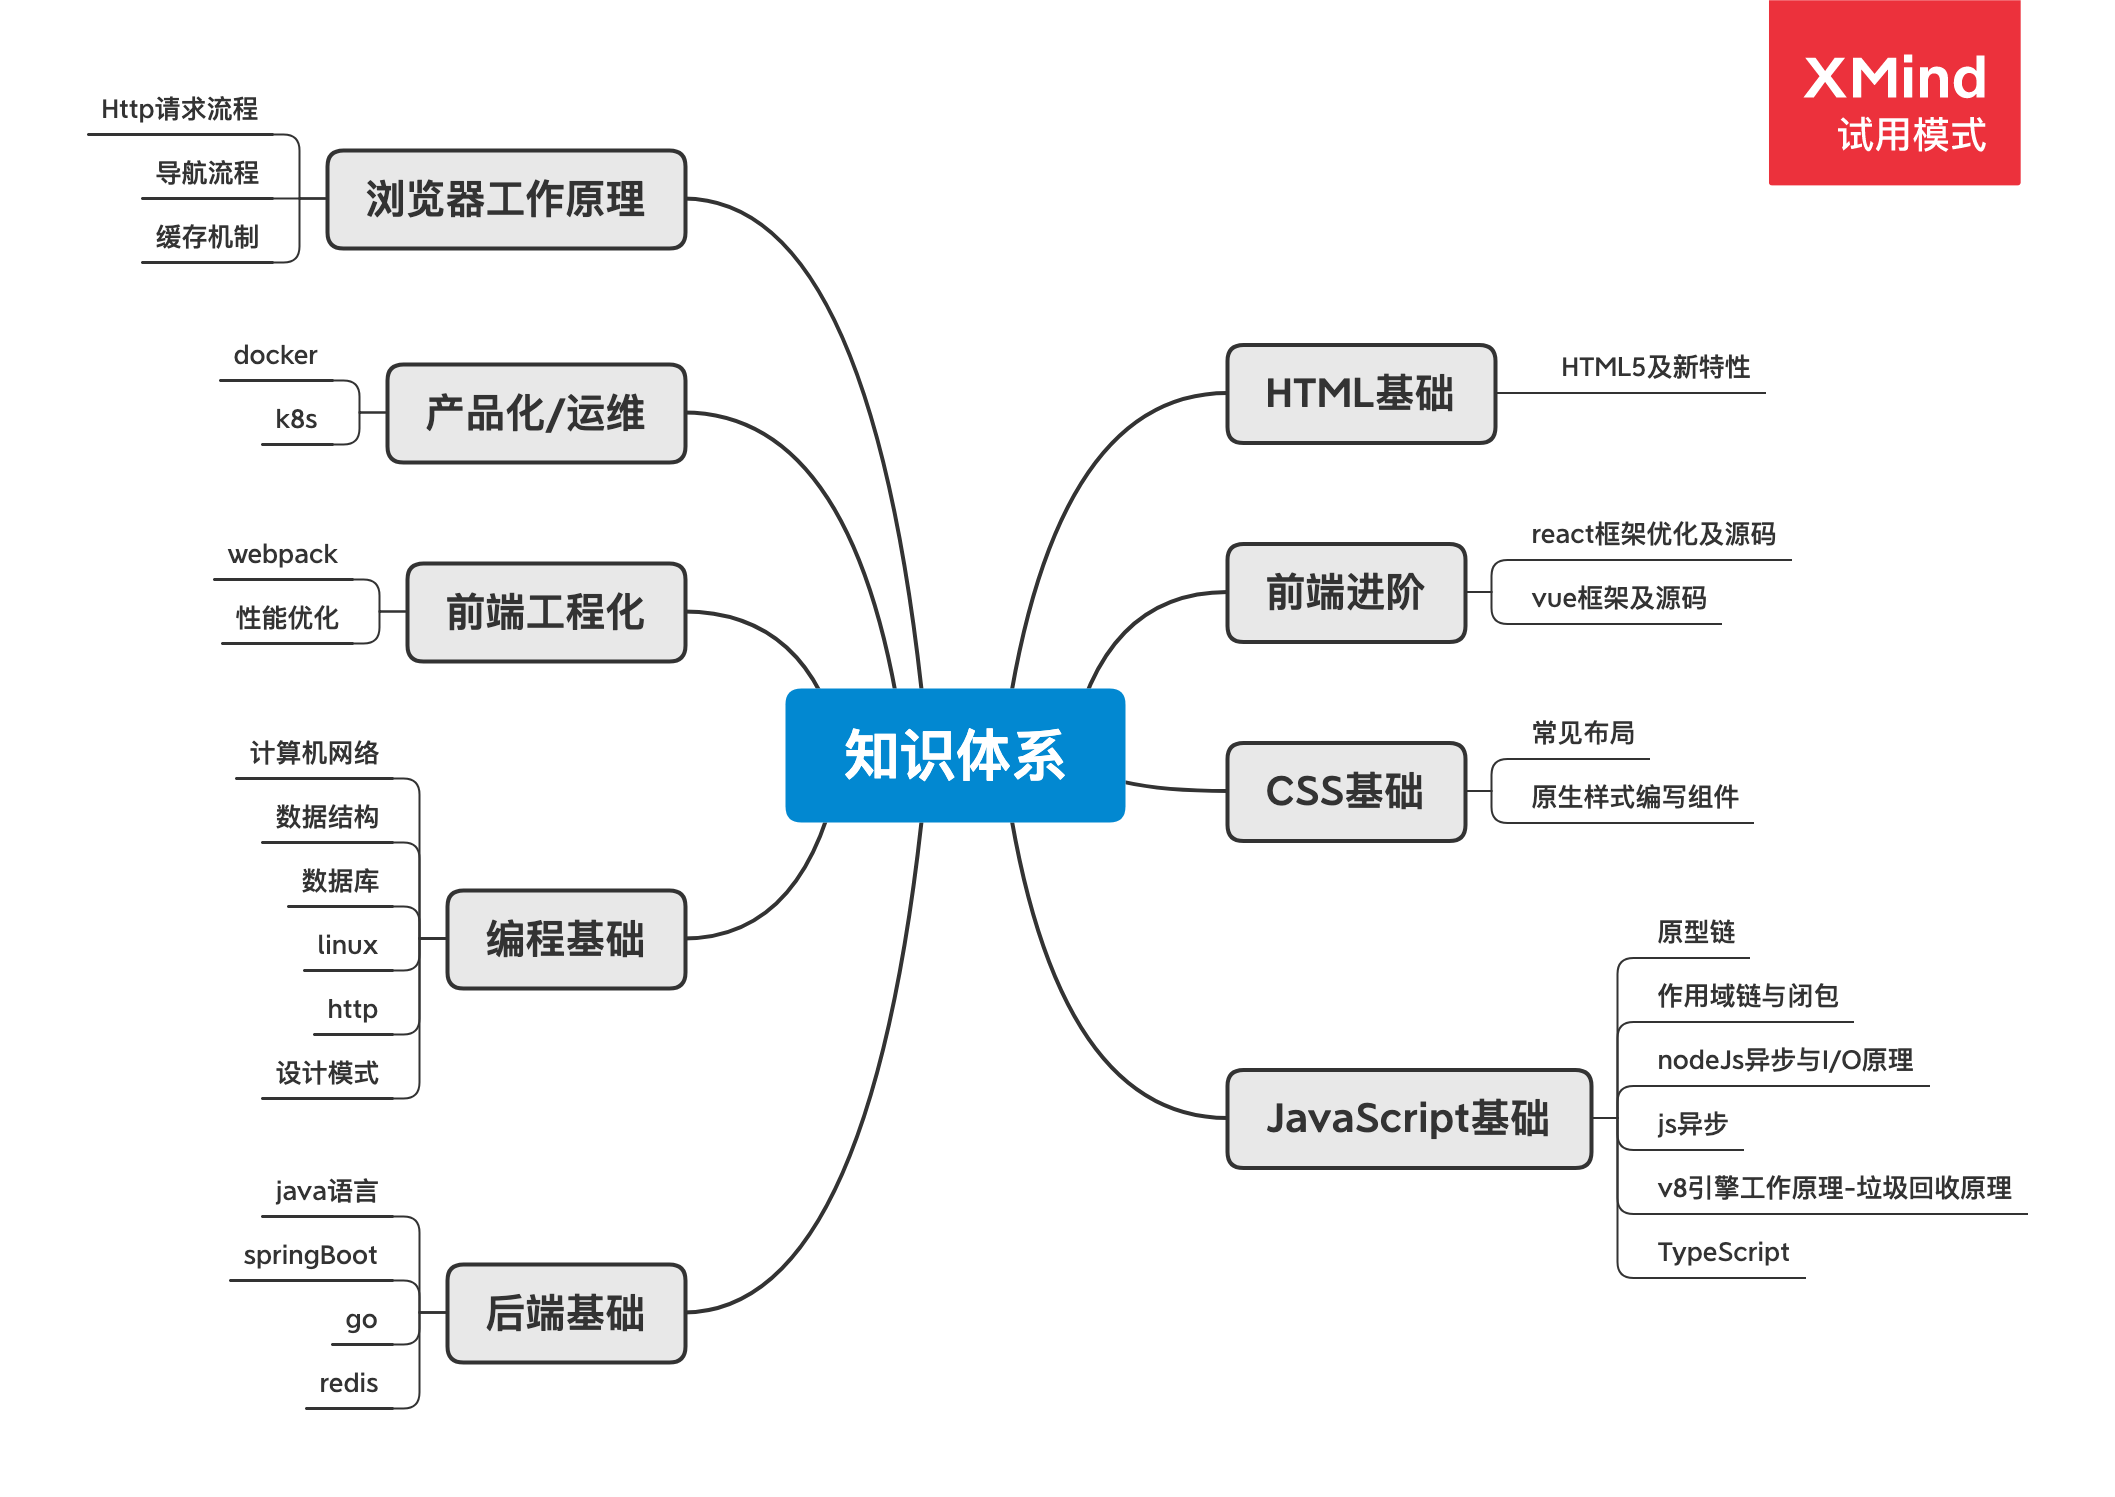 XMind
试用模式
知识体系
HTML基础
HTML5及新特性
前端进阶
react框架优化及源码
vue框架及源码
CSS基础
常见布局
原生样式编写组件
JavaScript基础
原型链
作用域链与闭包
nodeJs异步与I/O原理
js异步
v8引擎工作原理-垃圾回收原理
TypeScript
浏览器工作原理
Http请求流程
导航流程
缓存机制
产品化/运维
docker
k8s
前端工程化
webpack
性能优化
编程基础
计算机网络
数据结构
数据库
linux
http
设计模式
后端基础
java语言
springBoot
go
redis